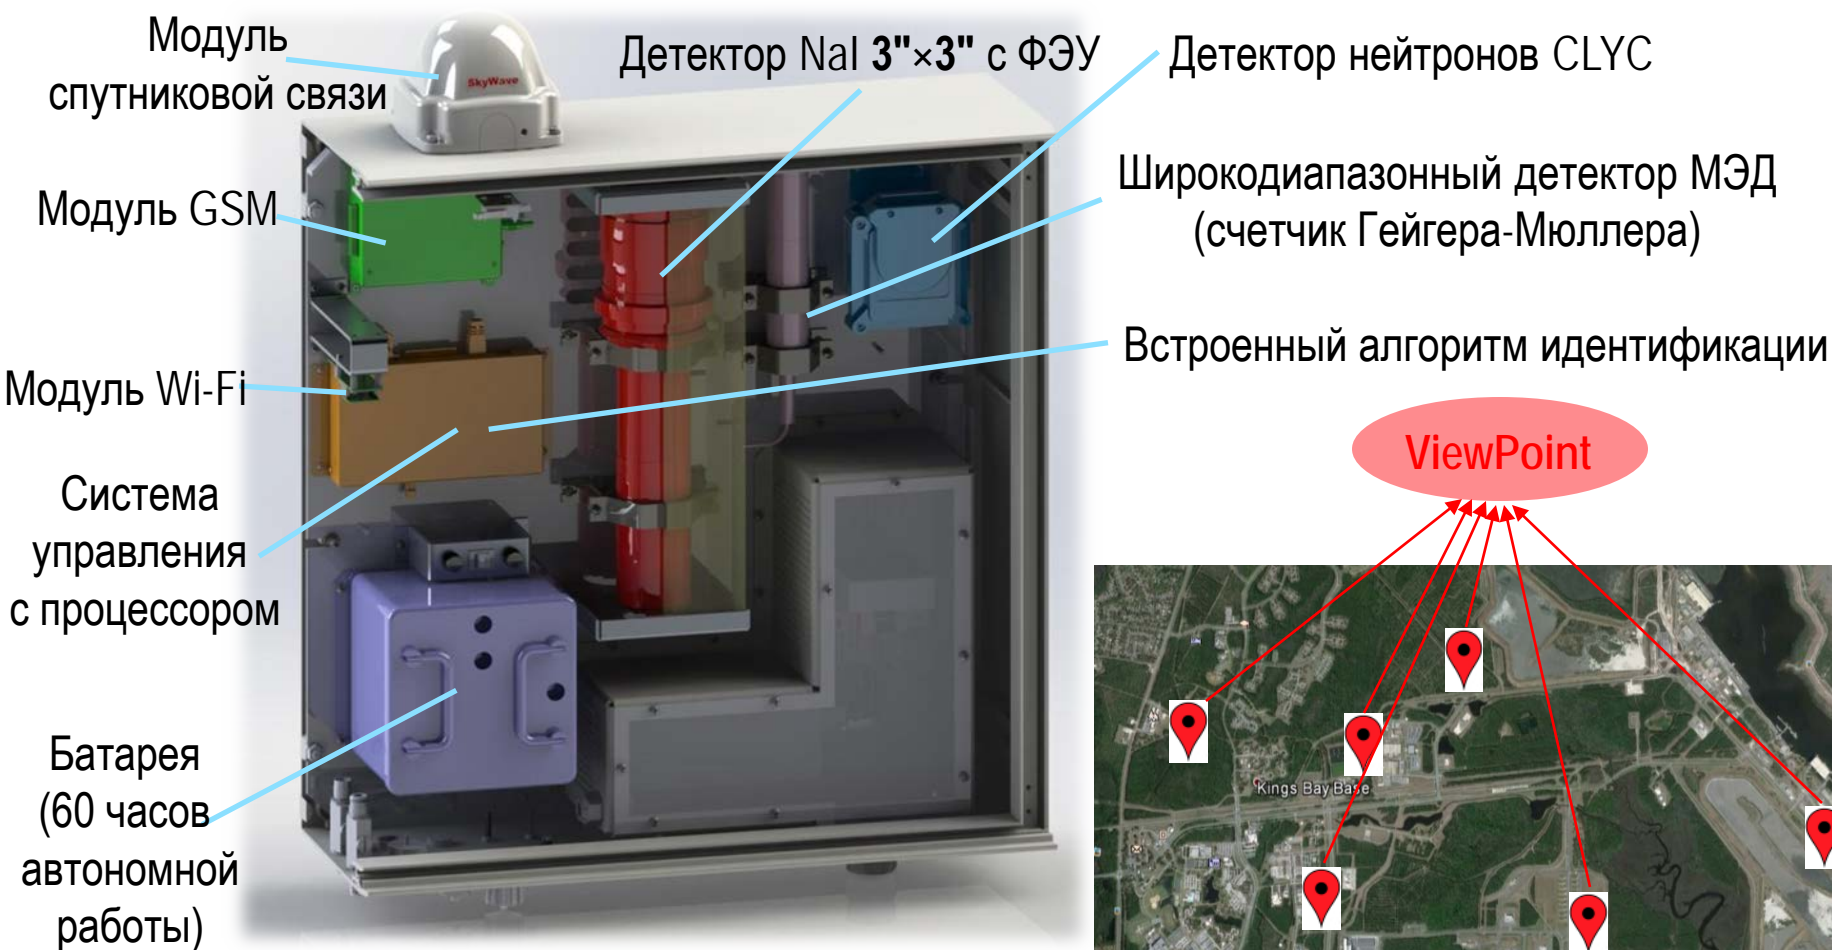 Модуль
спутниковой связи
SkyWave
Детектор NaI 3"×3" с ФЭУ
Детектор нейтронов CLYC
Широкодиапазонный детектор МЭД
(счетчик Гейгера-Мюллера)
Модуль GSM
Встроенный алгоритм идентификации
Модуль Wi-Fi
ViewPoint
Система
управления
с процессором
Батарея
(60 часов
автономной
работы)
Kings Bay Base